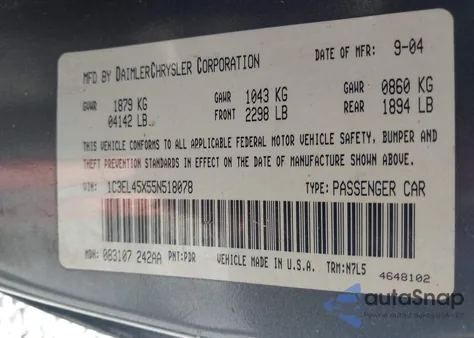 MFD BY DAIMLERCHRYSLER CORPORATION DATE OF MFR: 9-04
GVWR 1879 KG GAWR 1043 KG GAWR 0860 KG
04142 LB FRONT 2298 LB REAR 1894 LB
THIS VEHICLE CONFORMS TO ALL APPLICABLE FEDERAL MOTOR VEHICLE SAFETY, BUMPER AND
THEFT PREVENTION STANDARDS IN EFFECT ON THE DATE OF MANUFACTURE SHOWN ABOVE.
VIN: 1C3EL45X55N518078 TYPE: PASSENGER CAR
MDH: 083107 242AA PNT:PDR VEHICLE MADE IN U.S.A. TRM:N7L5
4648102
autoSnap